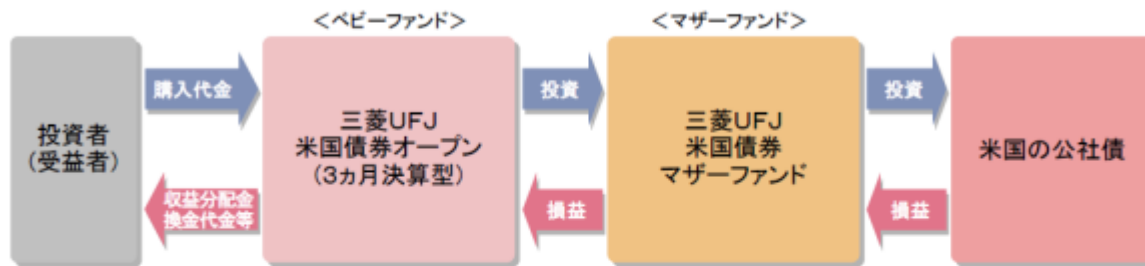 ＜ベビーファンド＞
＜マザーファンド＞
投資者
(受益者)
購入代金
収益分配金
換金代金等
三菱UFJ
米国債券オープン
(3ヵ月決算型)
投資
損益
三菱UFJ
米国債券
マザーファンド
投資
損益
米国の公社債